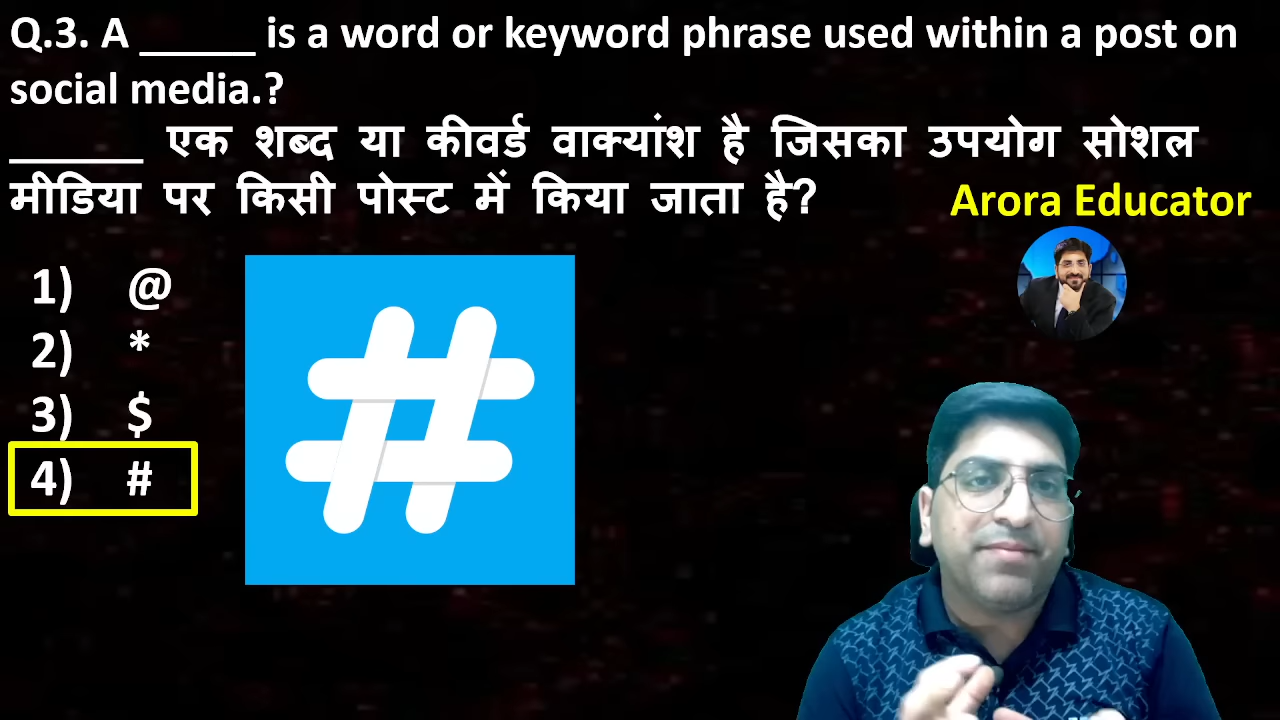 Q.3. A _____ is a word or keyword phrase used within a post on
social media.?
______ एक शब्द या कीवर्ड वाक्यांश है जिसका उपयोग सोशल
मीडिया पर किसी पोस्ट में किया जाता है?
Arora Educator
1) @
2) *
3) $
4) #
#